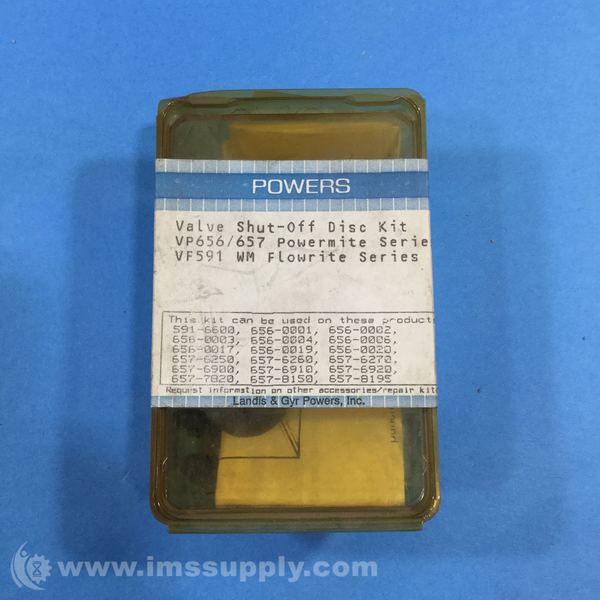 POWERS
Valve Shut-Off Disc Kit
VP656/657 Powermite Serie
VF591 WM Flowrite Series
This kit can be used on these product
591-6600, 656-0001, 656-0002,
656-0003, 656-0004, 656-0006,
656-0017, 656-0019, 656-0020,
657-6250, 657-6260, 657-6270,
657-6900, 657-6910, 657-6920,
657-7820, 657-8150, 657-8195
Request information on other accessories/repair kit
Landis & Gyr Powers, Inc.
www.imssupply.com